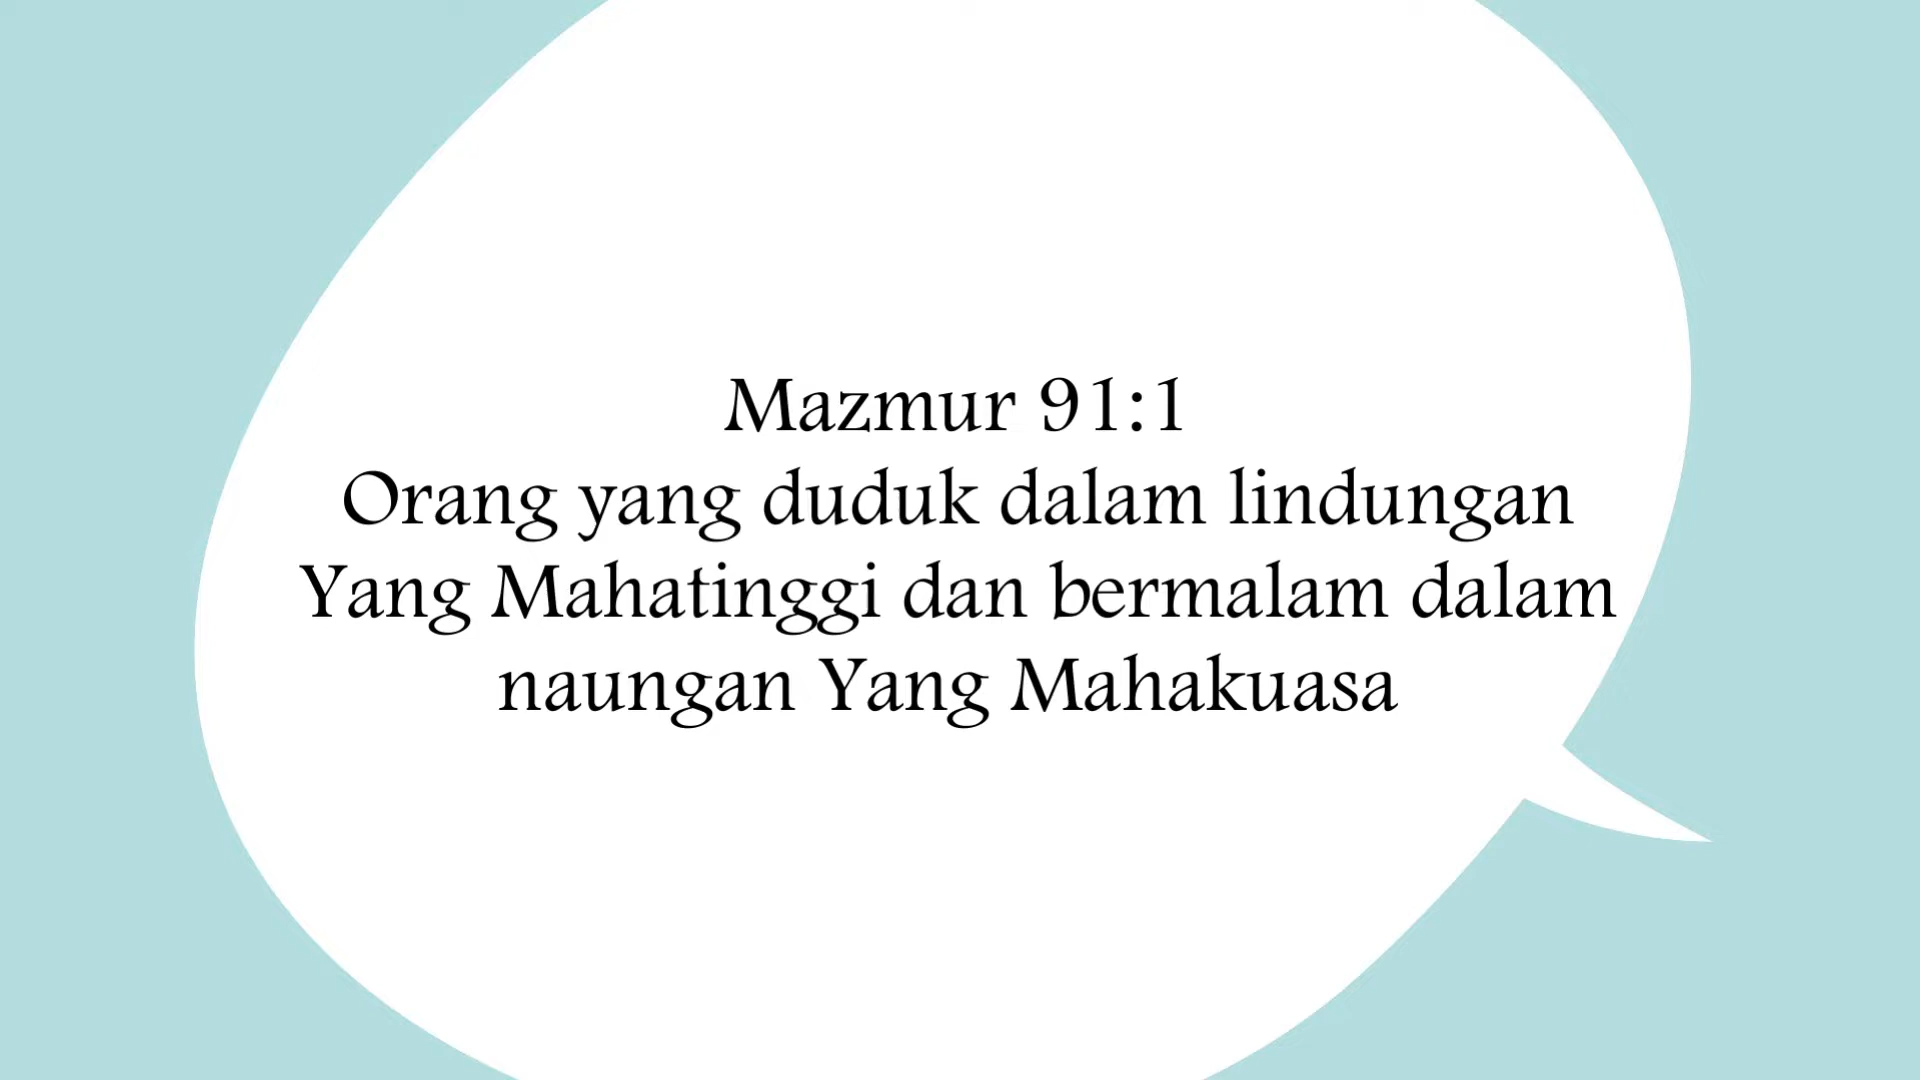 Mazmur 91:1
Orang yang duduk dalam lindungan
Yang Mahatinggi dan bermalam dalam
naungan Yang Mahakuasa